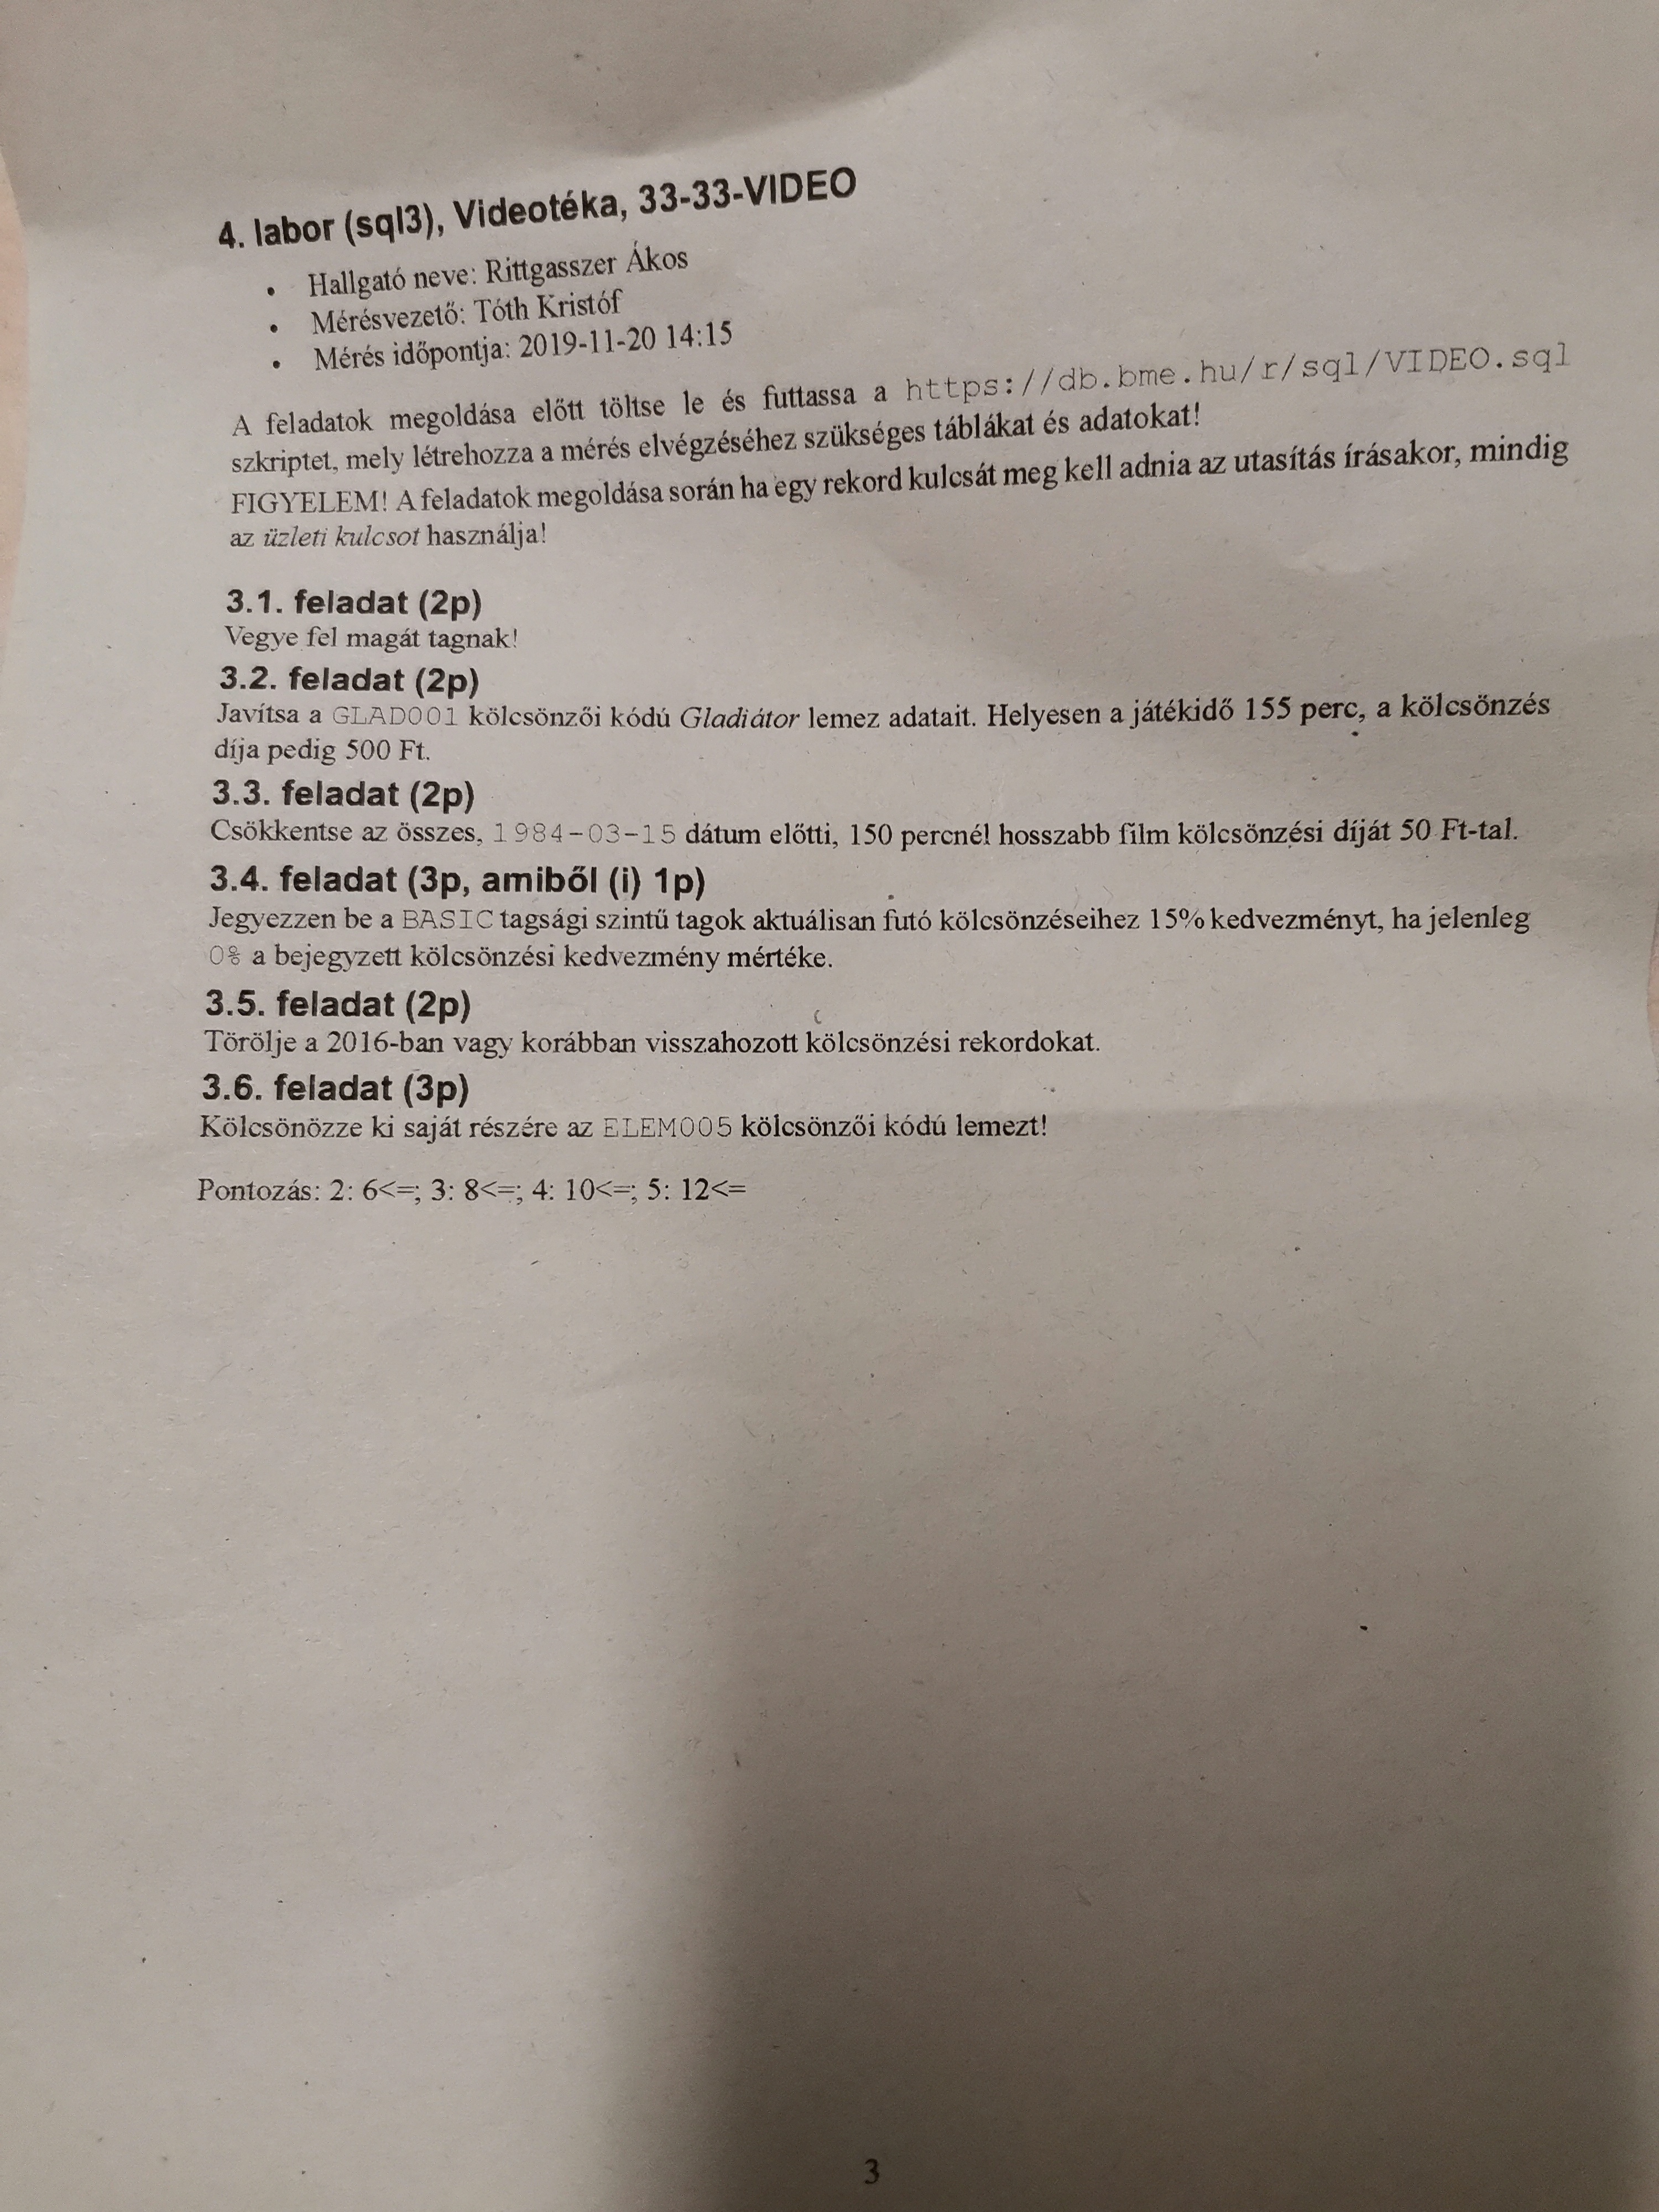 4. labor (sql3), Videotéka, 33-33-VIDEO
• Hallgató neve: Rittgasszer Ákos
• Mérésvezető: Tóth Kristóf
• Mérés időpontja: 2019-11-20 14:15
A feladatok megoldása előtt töltse le és futtassa a https://db.bme.hu/r/sql/VIDEO.sql
szkriptet, mely létrehozza a mérés elvégzéséhez szükséges táblákat és adatokat!
FIGYELEM! A feladatok megoldása során ha egy rekord kulcsát meg kell adnia az utasítás írásakor, mindig
az üzleti kulcsot használja!
3.1. feladat (2p)
Vegye fel magát tagnak!
3.2. feladat (2p)
Javítsa a GLAD001 kölcsönzői kódú Gladiátor lemez adatait. Helyesen a játékidő 155 perc, a kölcsönzés
díja pedig 500 Ft.
3.3. feladat (2p)
Csökkentse az összes, 1984-03-15 dátum előtti, 150 percnél hosszabb film kölcsönzési díját 50 Ft-tal.
3.4. feladat (3p, amiből (i) 1p)
Jegyezzen be a BASIC tagsági szintű tagok aktuálisan futó kölcsönzéseihez 15% kedvezményt, ha jelenleg
0% a bejegyzett kölcsönzési kedvezmény mértéke.
3.5. feladat (2p)
Törölje a 2016-ban vagy korábban visszahozott kölcsönzési rekordokat.
3.6. feladat (3p)
Kölcsönözze ki saját részére az ELEM005 kölcsönzői kódú lemezt!
Pontozás: 2: 6<=; 3: 8<=; 4: 10<=; 5: 12<=
3